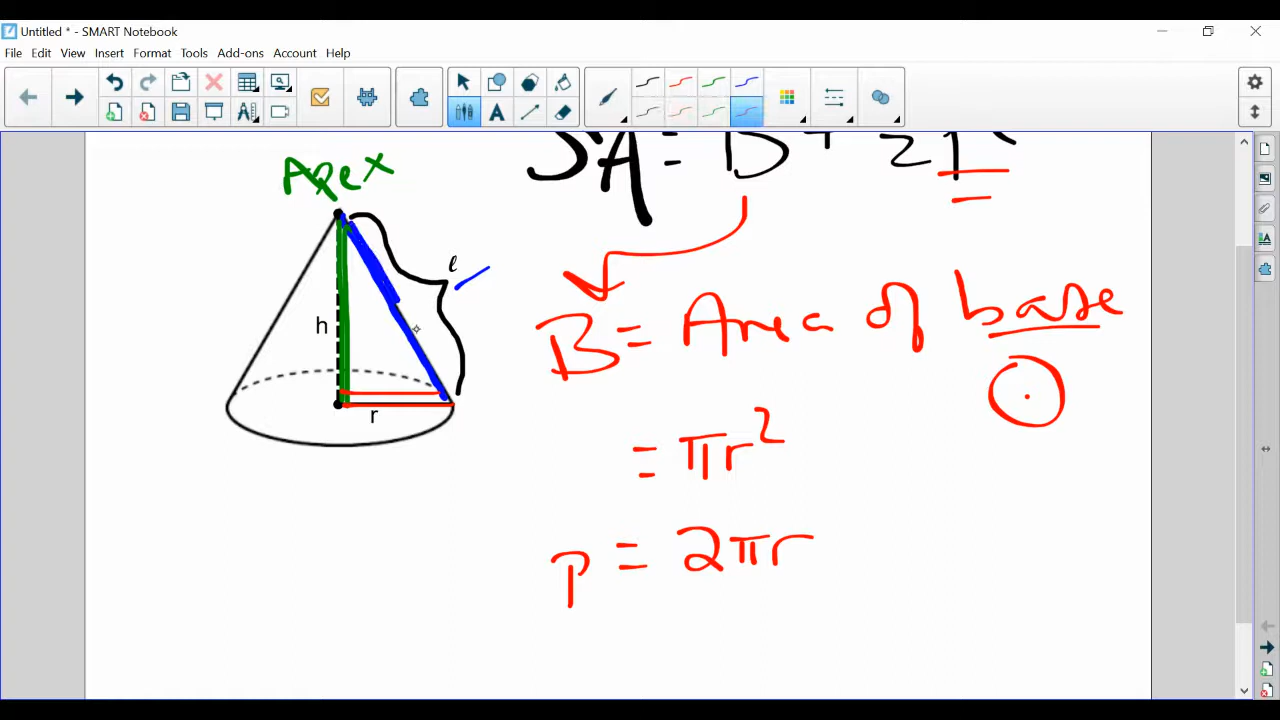 Untitled * - SMART Notebook
File Edit View Insert Format Tools Add-ons Account Help
A
Apex
SA = B + 2
l
h
r
B = Area of base
= πr²
P = 2πr